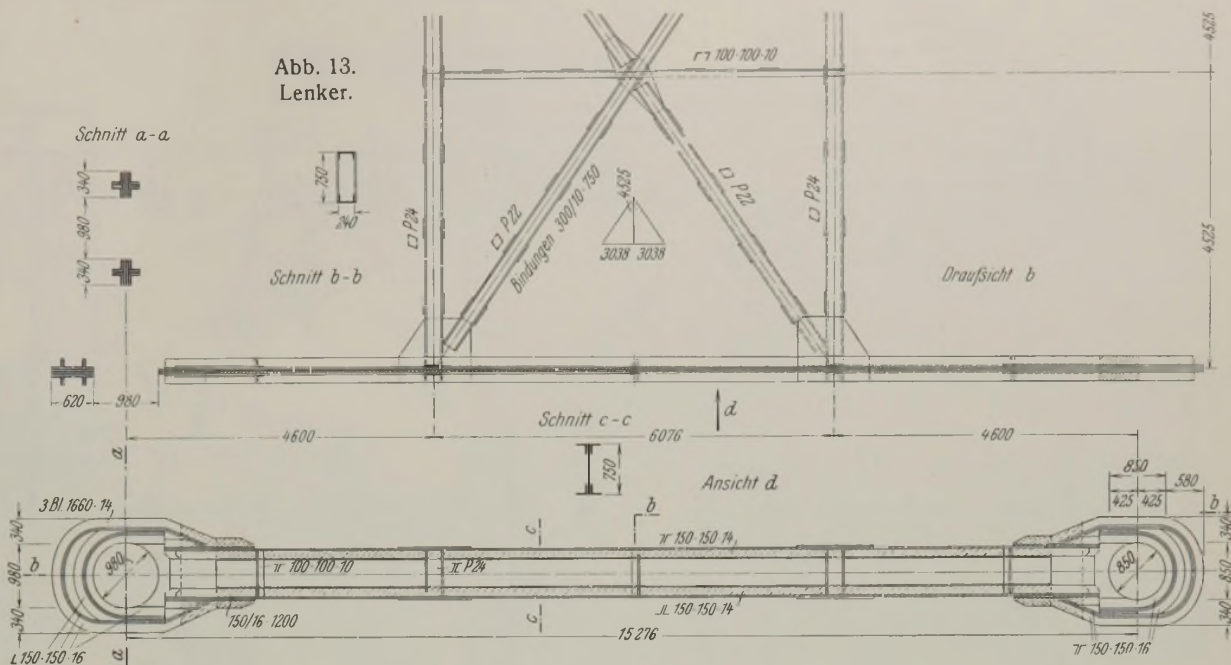 Abb. 13.
Lenker.
100·100·10
4525
Schnitt a-a
340
980
340
750
240
Schnitt b-b
P24
P22
Bindungen 300/10·750
4525
3038 3038
P22
P24
4525
Draufsicht b
620
980
Schnitt c-c
d
4600
6076
4600
a
750
Ansicht d
850
425 425
580
3 Bl. 1660·14
340
980
340
b
980
100·100·10
P24
c
c
b
150·150·14
150·150·14
150/16·1200
15276
850
b
340
850
340
L 150·150·16
a
150·150·16